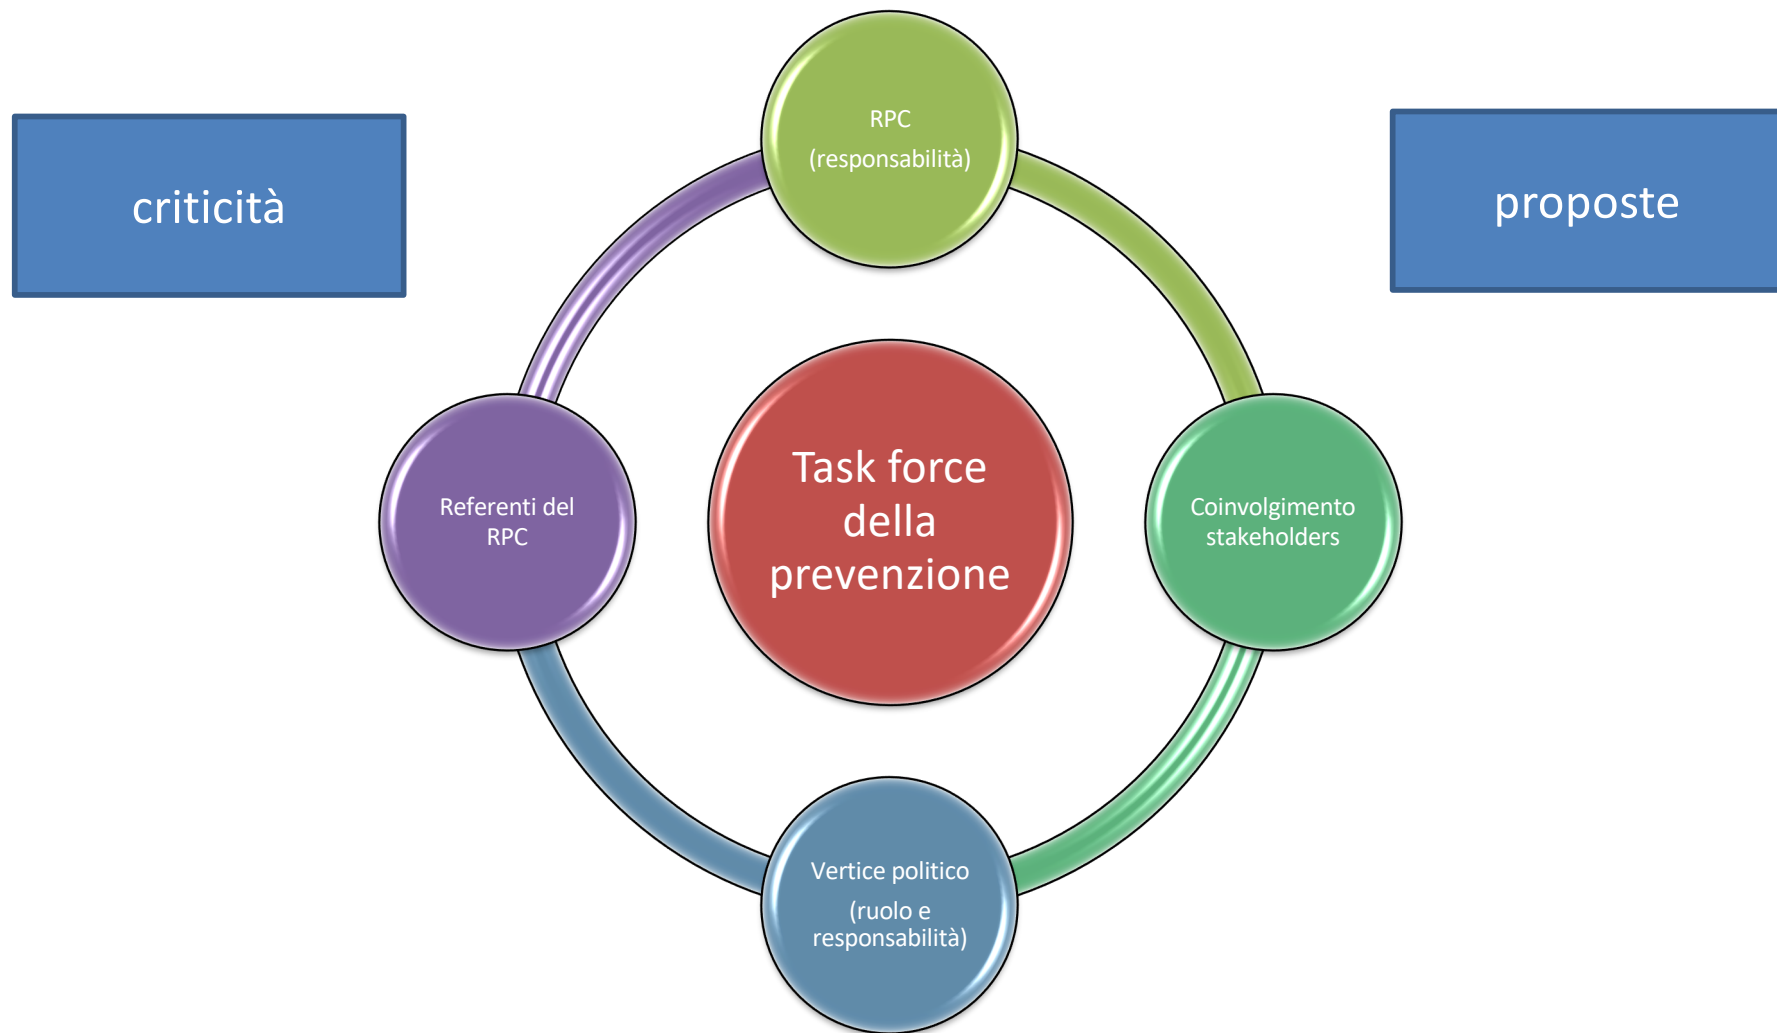 criticità
RPC
(responsabilità)
proposte
Referenti del
RPC
Task force
della
prevenzione
Coinvolgimento
stakeholders
Vertice politico
(ruolo e
responsabilità)